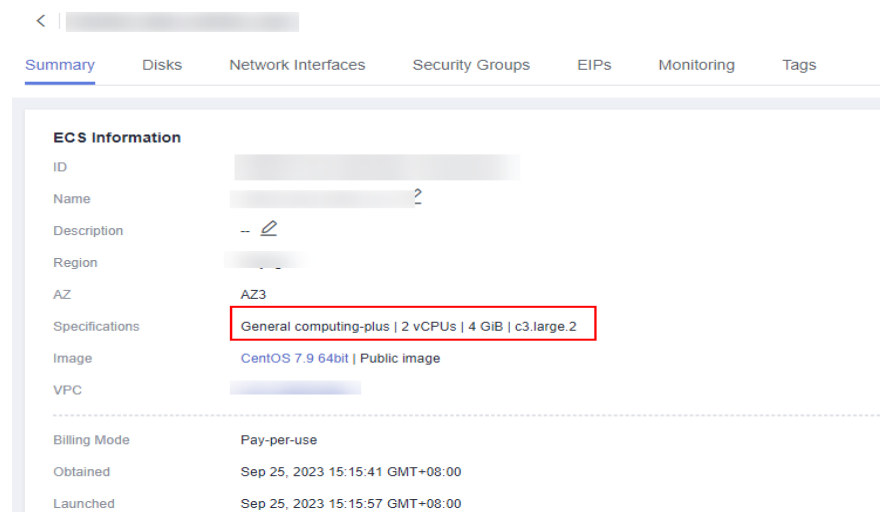 Summary Disks Network Interfaces Security Groups EIPs Monitoring Tags
ECS Information
ID
Name
Description --
Region
AZ AZ3
Specifications General computing-plus | 2 vCPUs | 4 GiB | c3.large.2
Image CentOS 7.9 64bit | Public image
VPC
Billing Mode Pay-per-use
Obtained Sep 25, 2023 15:15:41 GMT+08:00
Launched Sep 25, 2023 15:15:57 GMT+08:00